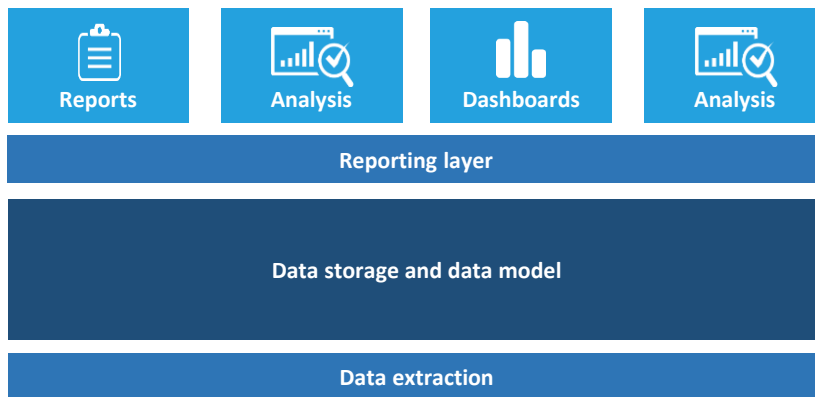 Reports
Analysis
Dashboards
Analysis
Reporting layer
Data storage and data model
Data extraction